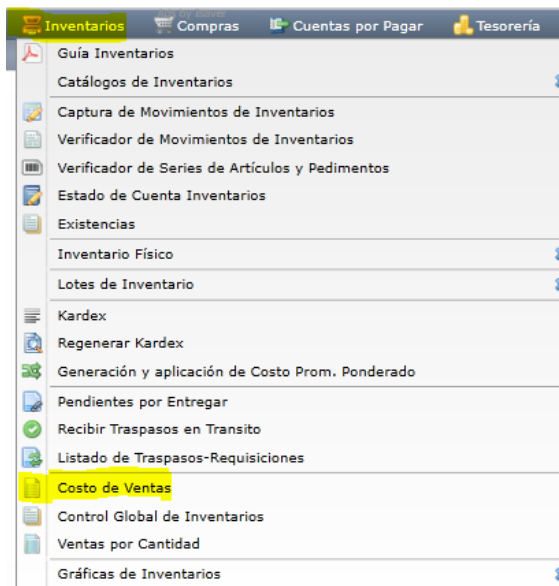 Inventarios Compras Cuentas por Pagar Tesorería
Guía Inventarios
Catálogos de Inventarios
Captura de Movimientos de Inventarios
Verificador de Movimientos de Inventarios
Verificador de Series de Artículos y Pedimentos
Estado de Cuenta Inventarios
Existencias
Inventario Físico
Lotes de Inventario
Kardex
Regenerar Kardex
Generación y aplicación de Costo Prom. Ponderado
Pendientes por Entregar
Recibir Traspasos en Transito
Listado de Traspasos-Requisiciones
Costo de Ventas
Control Global de Inventarios
Ventas por Cantidad
Gráficas de Inventarios